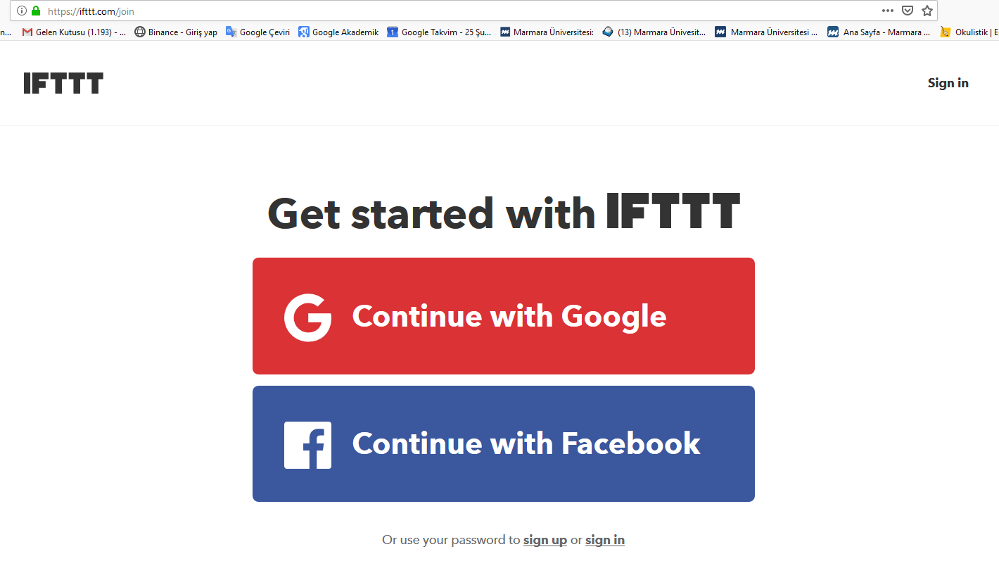 https://ifttt.com/join
n... Gelen Kutusu (1.193) - ... Binance - Giriş yap Google Çeviri Google Akademik Google Takvim - 25 Şu... Marmara Üniversitesi: (13) Marmara Ünivesit... Marmara Üniversitesi ... Ana Sayfa - Marmara ... Okulistik | E
IFTTT Sign in
Get started with IFTTT
Continue with Google
Continue with Facebook
Or use your password to sign up or sign in